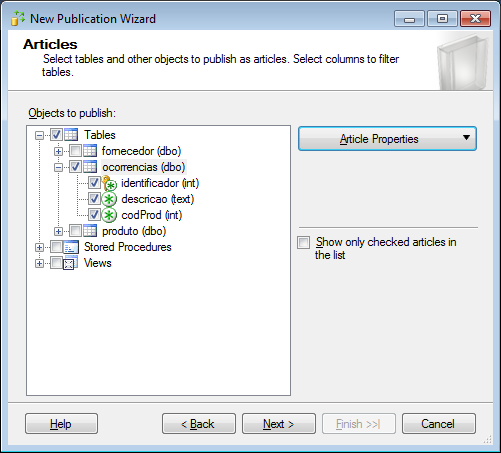 New Publication Wizard
Articles
Select tables and other objects to publish as articles. Select columns to filter
tables.
Objects to publish:
Tables
fornecedor (dbo)
ocorrencias (dbo)
identificador (int)
descricao (text)
codProd (int)
produto (dbo)
Stored Procedures
Views
Article Properties
Show only checked articles in
the list
Help
< Back
Next >
Finish >>|
Cancel